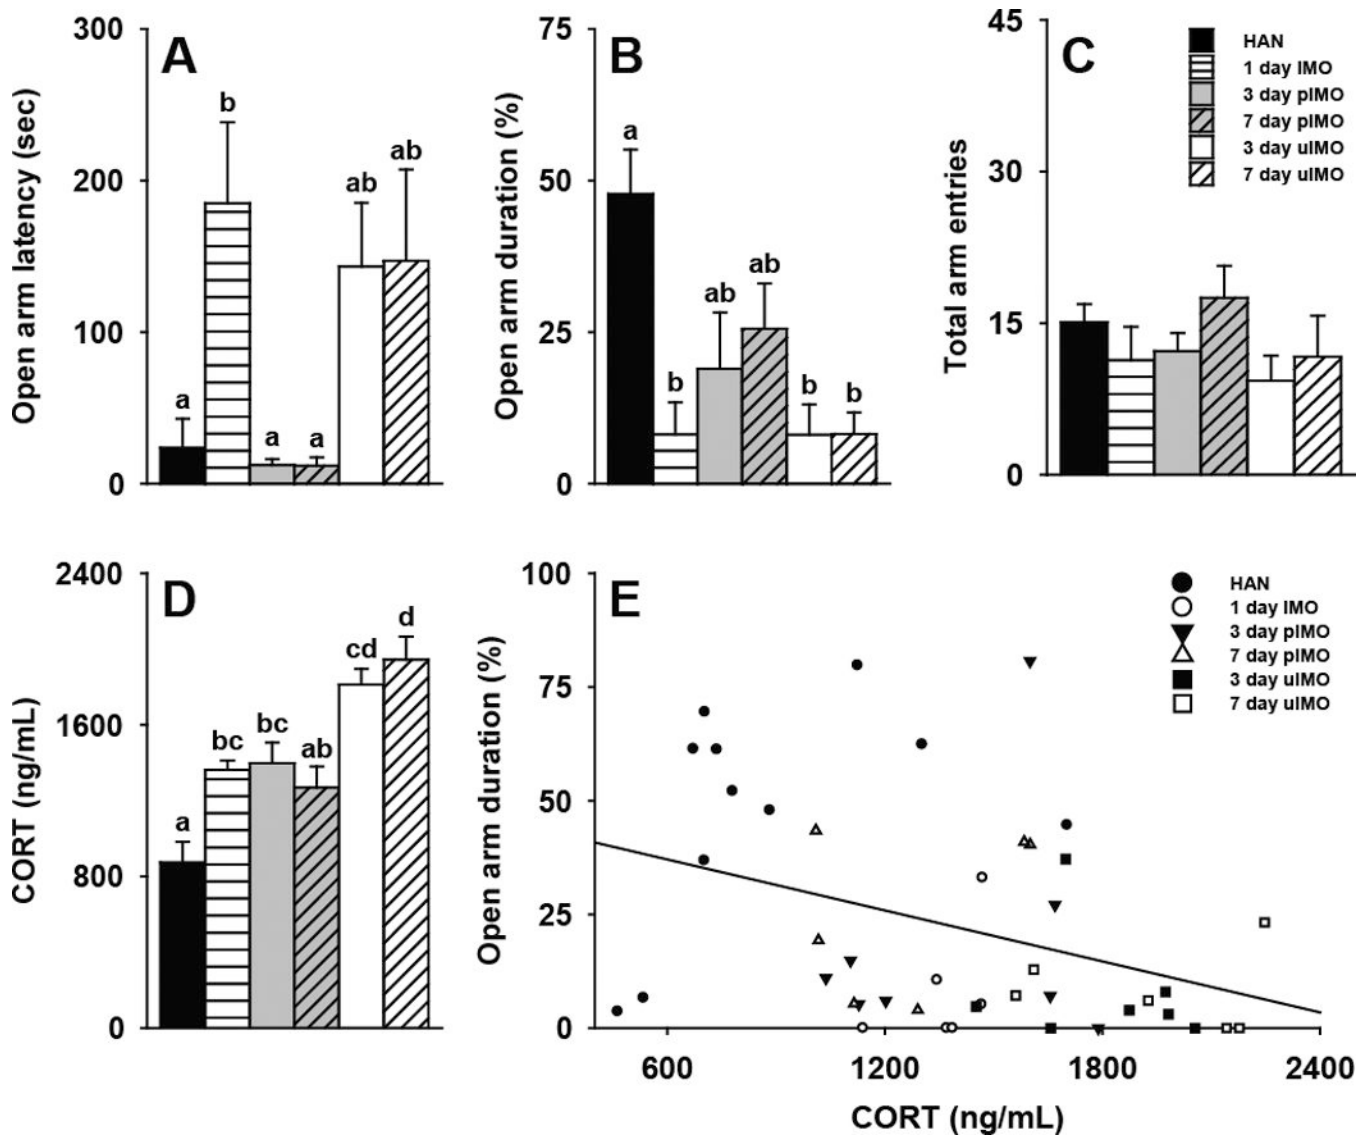 A
Open arm latency (sec)
300
200
100
0
a
b
a
a
ab
ab
B
Open arm duration (%)
75
50
25
0
a
b
ab
ab
b
b
C
Total arm entries
45
30
15
0
HAN
1 day IMO
3 day pIMO
7 day pIMO
3 day uIMO
7 day uIMO
D
CORT (ng/mL)
2400
1600
800
0
a
bc
bc
ab
cd
d
E
Open arm duration (%)
100
75
50
25
0
HAN
1 day IMO
3 day pIMO
7 day pIMO
3 day uIMO
7 day uIMO
600 1200 1800 2400
CORT (ng/mL)